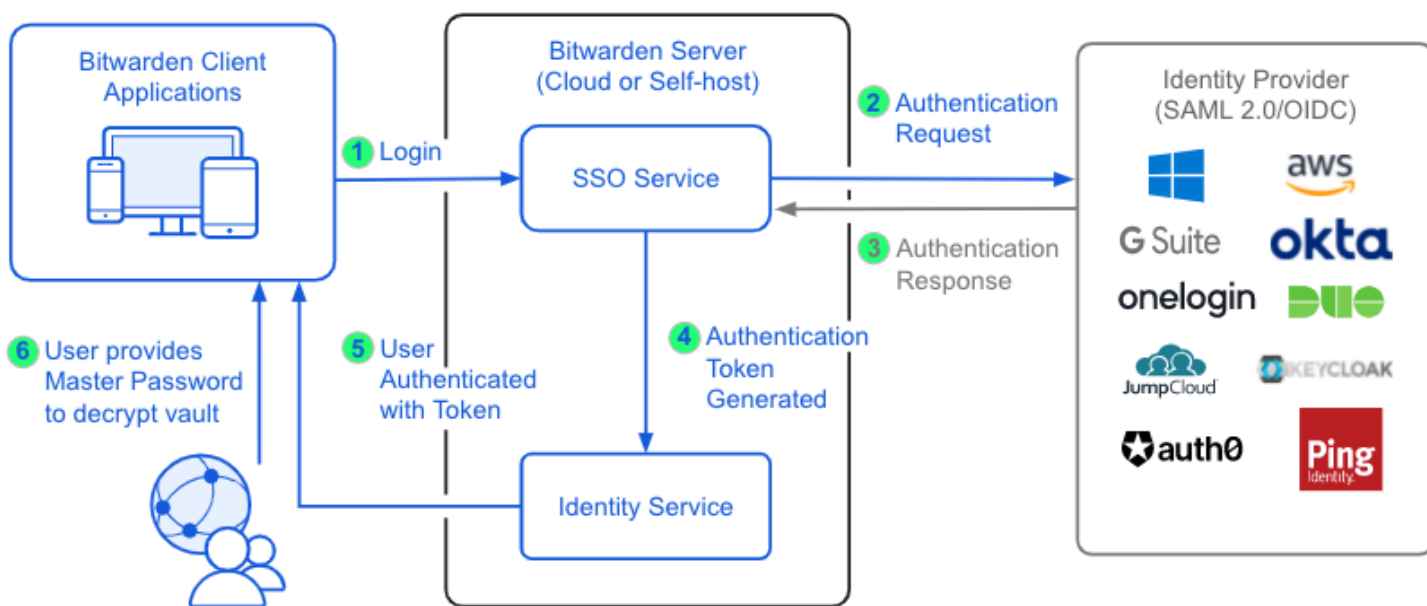 Bitwarden Client
Applications
Bitwarden Server
(Cloud or Self-host)
Identity Provider
(SAML 2.0/OIDC)
1 Login
SSO Service
2 Authentication
Request
3 Authentication
Response
aws
G Suite
okta
onelogin
DUO
JumpCloud
KEYCLOAK
auth0
Ping
Identity.
4 Authentication
Token
Generated
5 User
Authenticated
with Token
6 User provides
Master Password
to decrypt vault
Identity Service